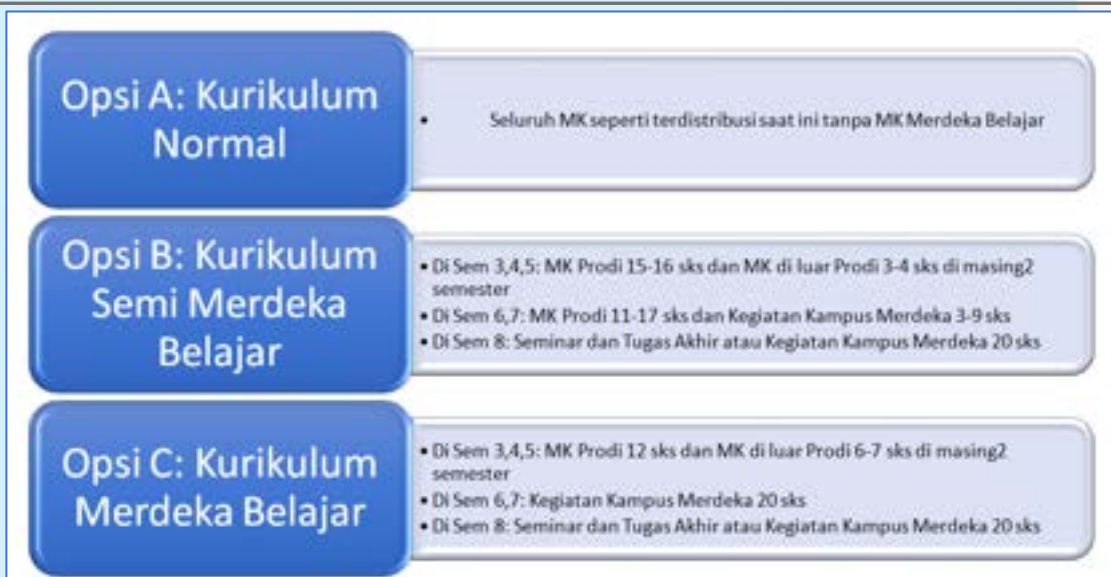 Opsi A: Kurikulum
Normal
• Seluruh MK seperti terdistribusi saat ini tanpa MK Merdeka Belajar
Opsi B: Kurikulum
Semi Merdeka
Belajar
• Di Sem 3,4,5: MK Prodi 15-16 sks dan MK di luar Prodi 3-4 sks di masing2
semester
• Di Sem 6,7: MK Prodi 11-17 sks dan Kegiatan Kampus Merdeka 3-9 sks
• Di Sem 8: Seminar dan Tugas Akhir atau Kegiatan Kampus Merdeka 20 sks
Opsi C: Kurikulum
Merdeka Belajar
• Di Sem 3,4,5: MK Prodi 12 sks dan MK di luar Prodi 6-7 sks di masing2
semester
• Di Sem 6,7: Kegiatan Kampus Merdeka 20 sks
• Di Sem 8: Seminar dan Tugas Akhir atau Kegiatan Kampus Merdeka 20 sks